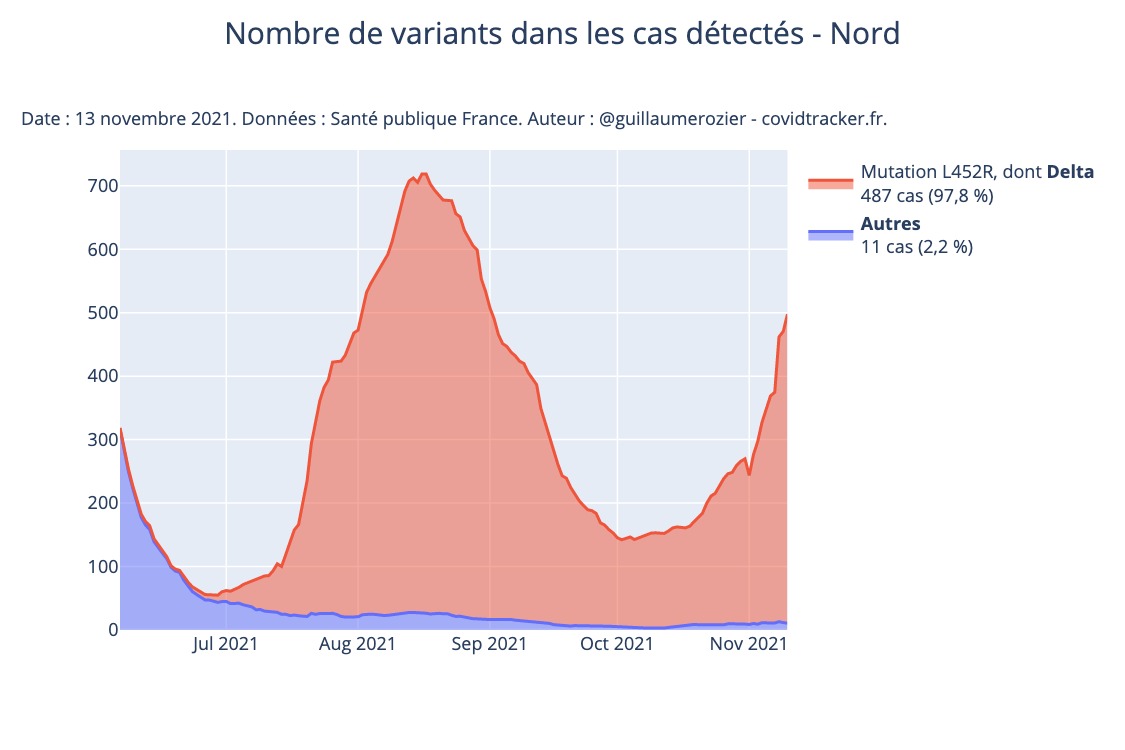 Nombre de variants dans les cas détectés - Nord
Date : 13 novembre 2021. Données : Santé publique France. Auteur : @guillaumerozier - covidtracker.fr.
Mutation L452R, dont Delta
487 cas (97,8 %)
Autres
11 cas (2,2 %)
700
600
500
400
300
200
100
0
Jul 2021 Aug 2021 Sep 2021 Oct 2021 Nov 2021